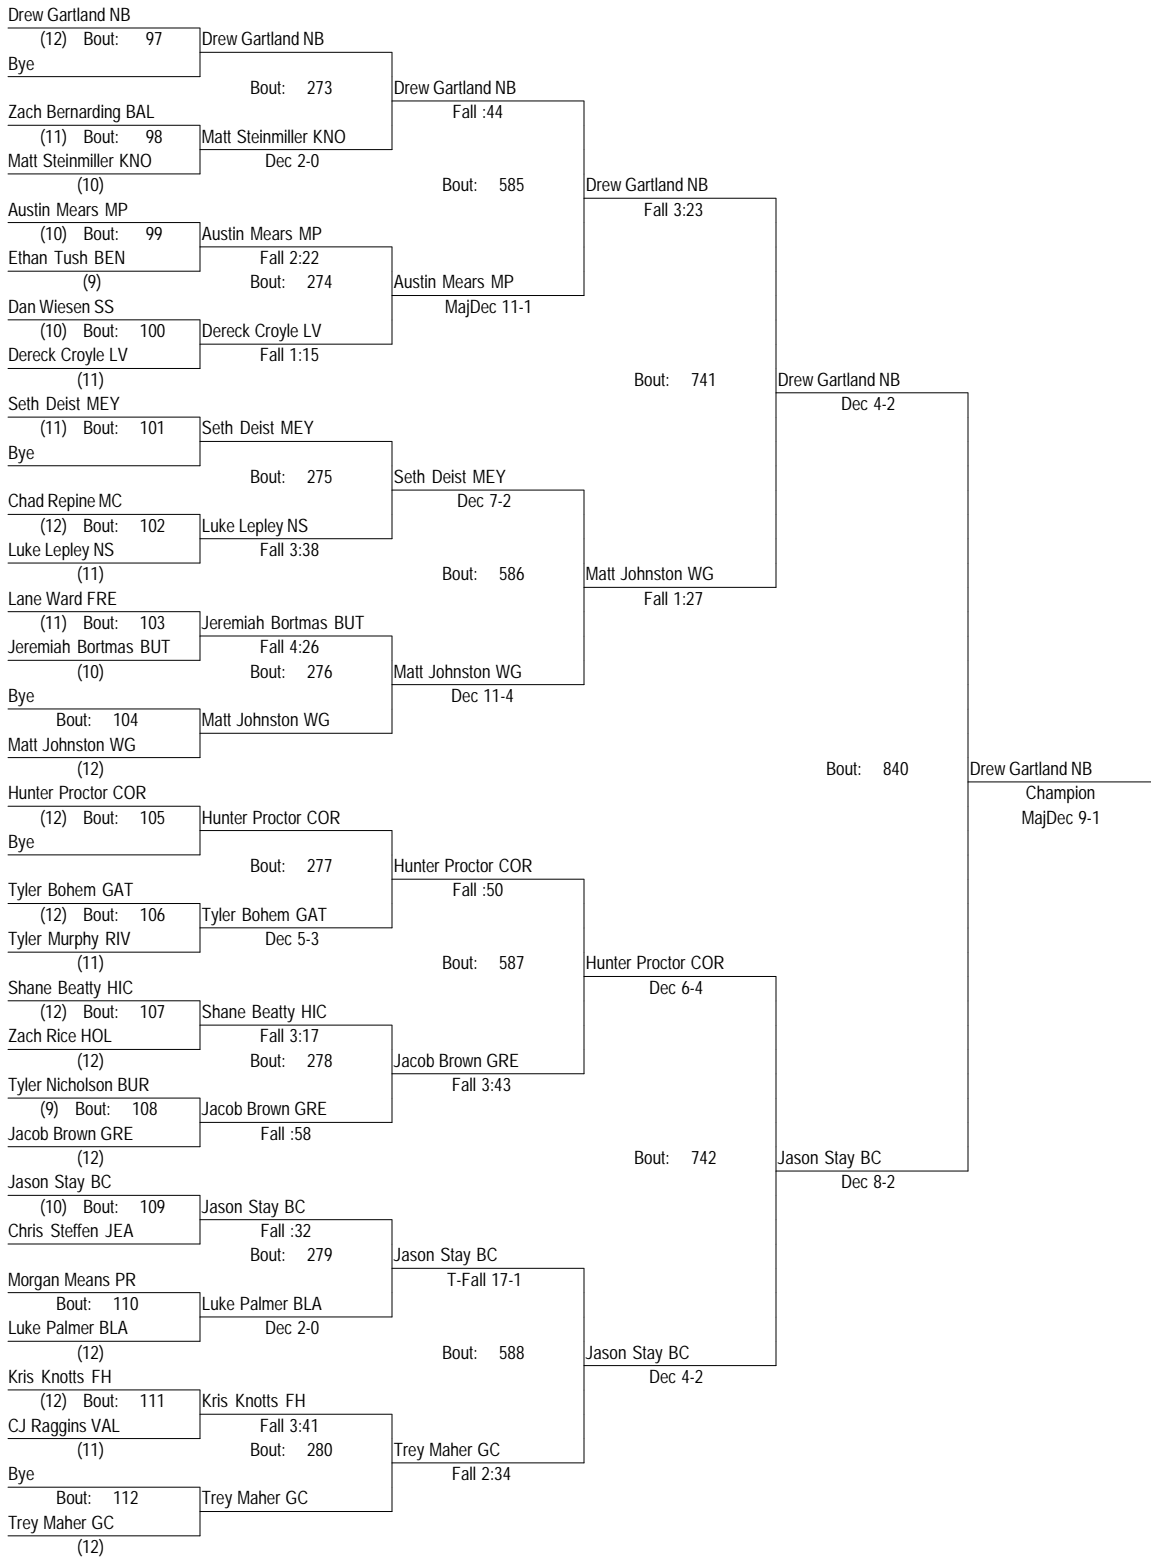 Drew Gartland NB
(12) Bout: 97 Drew Gartland NB
Bye
Bout: 273 Drew Gartland NB
Zach Bernarding BAL Fall :44
(11) Bout: 98 Matt Steinmiller KNO
Matt Steinmiller KNO Dec 2-0
(10) Bout: 585 Drew Gartland NB
Austin Mears MP Fall 3:23
(10) Bout: 99 Austin Mears MP
Ethan Tush BEN Fall 2:22
(9) Bout: 274 Austin Mears MP
Dan Wiesen SS MajDec 11-1
(10) Bout: 100 Dereck Croyle LV
Dereck Croyle LV Fall 1:15
(11) Bout: 741 Drew Gartland NB
Seth Deist MEY Dec 4-2
(11) Bout: 101 Seth Deist MEY
Bye
Bout: 275 Seth Deist MEY
Chad Repine MC Dec 7-2
(12) Bout: 102 Luke Lepley NS
Luke Lepley NS Fall 3:38
(11) Bout: 586 Matt Johnston WG
Lane Ward FRE Fall 1:27
(11) Bout: 103 Jeremiah Bortmas BUT
Jeremiah Bortmas BUT Fall 4:26
(10) Bout: 276 Matt Johnston WG
Bye Dec 11-4
Bout: 104 Matt Johnston WG
Matt Johnston WG
(12) Bout: 840 Drew Gartland NB
Hunter Proctor COR Champion
(12) Bout: 105 Hunter Proctor COR MajDec 9-1
Bye
Bout: 277 Hunter Proctor COR
Tyler Bohem GAT Fall :50
(12) Bout: 106 Tyler Bohem GAT
Tyler Murphy RIV Dec 5-3
(11) Bout: 587 Hunter Proctor COR
Shane Beatty HIC Dec 6-4
(12) Bout: 107 Shane Beatty HIC
Zach Rice HOL Fall 3:17
(12) Bout: 278 Jacob Brown GRE
Tyler Nicholson BUR Fall 3:43
(9) Bout: 108 Jacob Brown GRE
Jacob Brown GRE Fall :58
(12) Bout: 742 Jason Stay BC
Jason Stay BC Dec 8-2
(10) Bout: 109 Jason Stay BC
Chris Steffen JEA Fall :32
Bout: 279 Jason Stay BC
Morgan Means PR T-Fall 17-1
Bout: 110 Luke Palmer BLA
Luke Palmer BLA Dec 2-0
(12) Bout: 588 Jason Stay BC
Kris Knotts FH Dec 4-2
(12) Bout: 111 Kris Knotts FH
CJ Raggins VAL Fall 3:41
(11) Bout: 280 Trey Maher GC
Bye Fall 2:34
Bout: 112 Trey Maher GC
Trey Maher GC
(12)